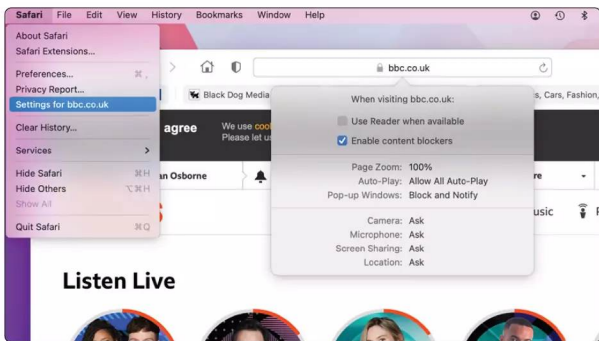 Safari File Edit View History Bookmarks Window Help
About Safari
Safari Extensions...
Preferences... ⌘ ,
Privacy Report...
Settings for bbc.co.uk
Clear History...
Services >
Hide Safari ⌘H
Hide Others ⌥⌘H
Show All
Quit Safari ⌘Q
bbc.co.uk
Black Dog Media
s, Cars, Fashion,
When visiting bbc.co.uk:
Use Reader when available
Enable content blockers
Page Zoom: 100%
Auto-Play: Allow All Auto-Play
Pop-up Windows: Block and Notify
Camera: Ask
Microphone: Ask
Screen Sharing: Ask
Location: Ask
agree
We use cook
Please let us
an Osborne
re
usic
Listen Live